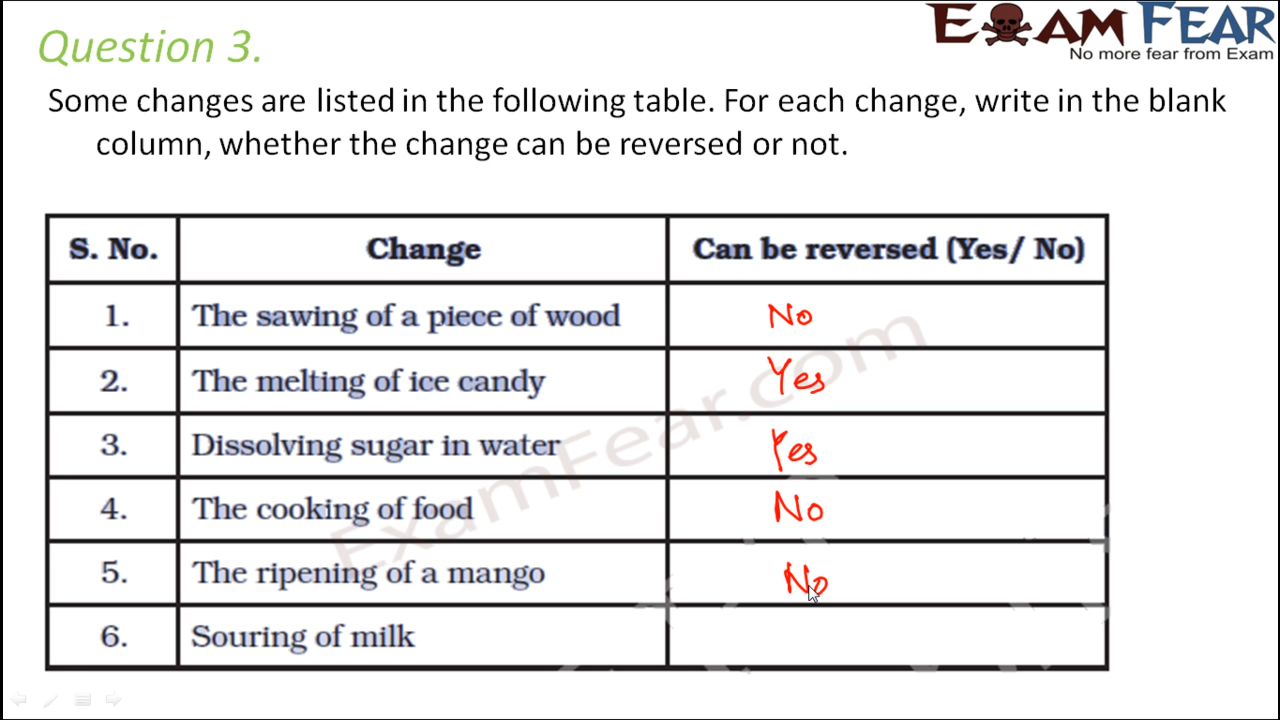 EXAM FEAR
No more fear from Exam
Question 3.
Some changes are listed in the following table. For each change, write in the blank
column, whether the change can be reversed or not.
S. No. Change Can be reversed (Yes/ No)
1. The sawing of a piece of wood No
2. The melting of ice candy Yes
3. Dissolving sugar in water Yes
4. The cooking of food No
5. The ripening of a mango No
6. Souring of milk
ExamFear.com